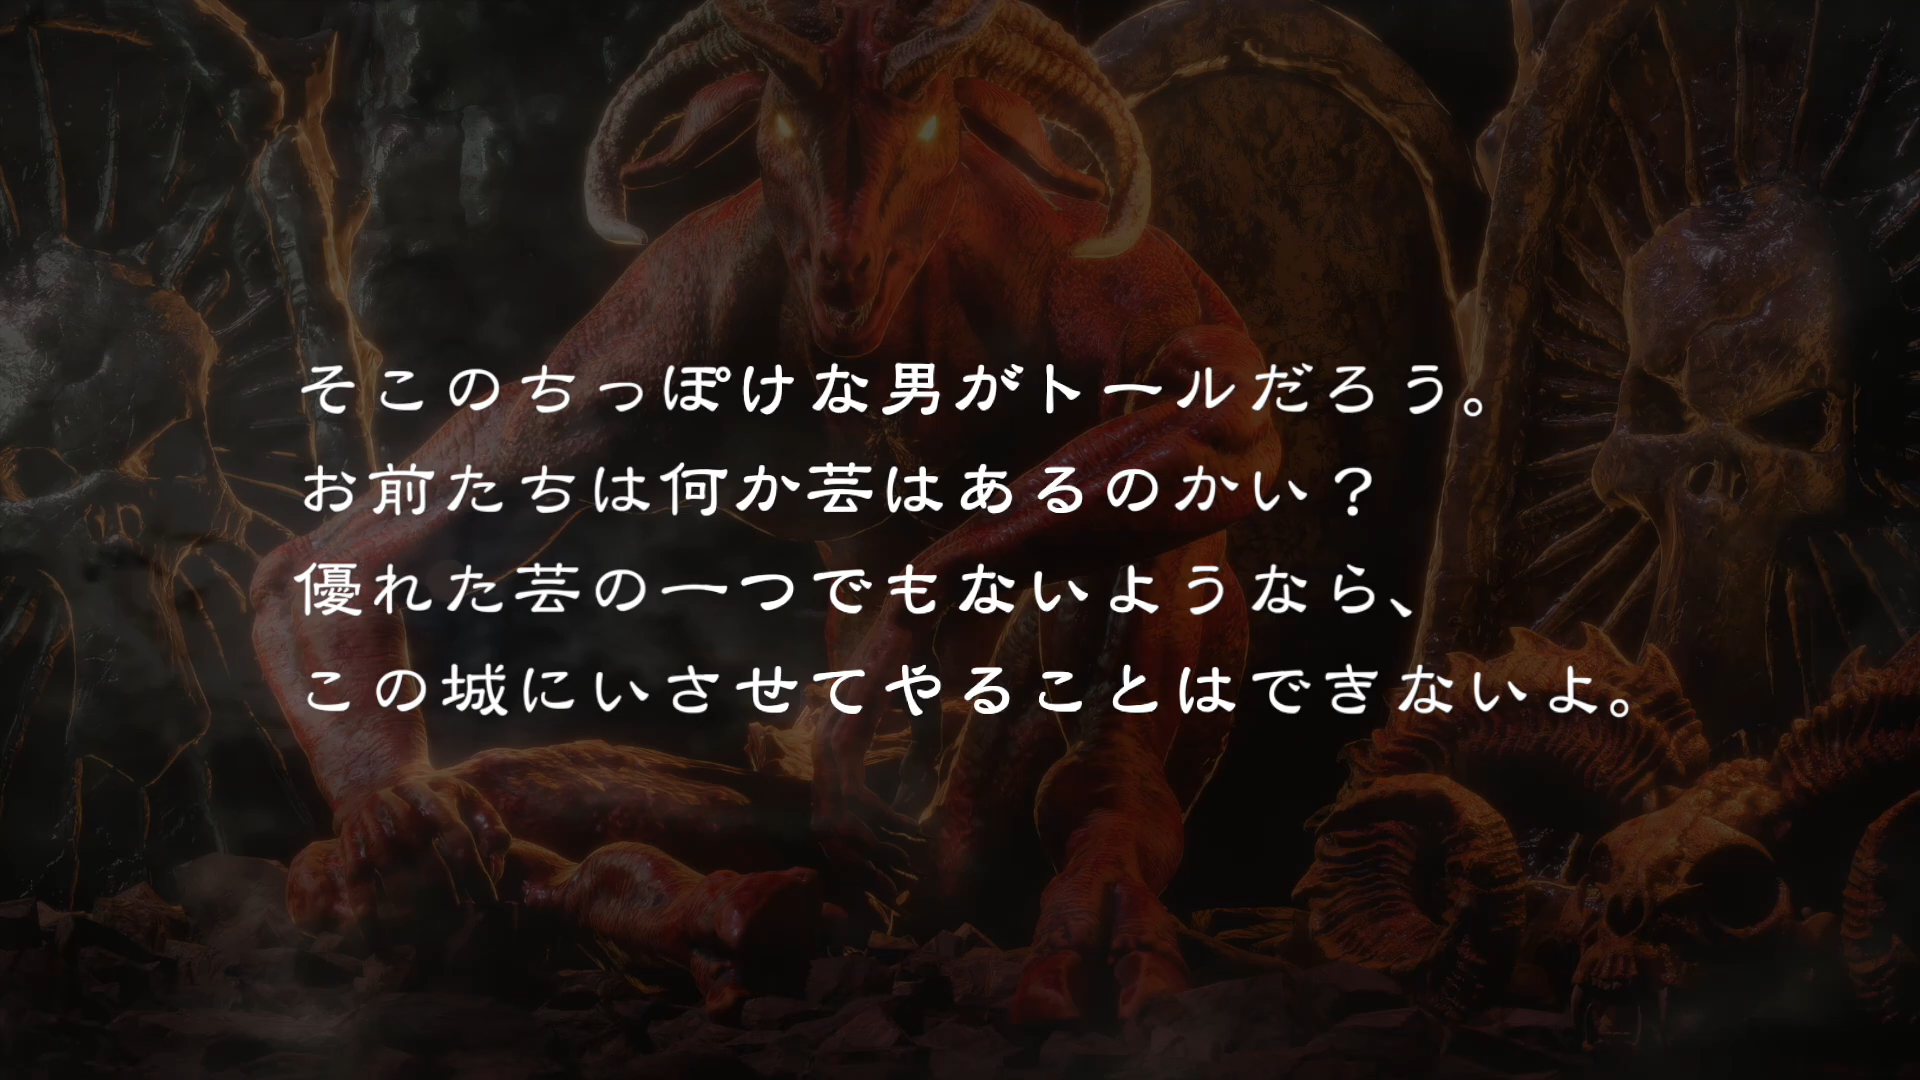 そこのちっぽけな男がトールだろう。
お前たちは何か芸はあるのかい？
優れた芸の一つでもないようなら、
この城にいさせてやることはできないよ。